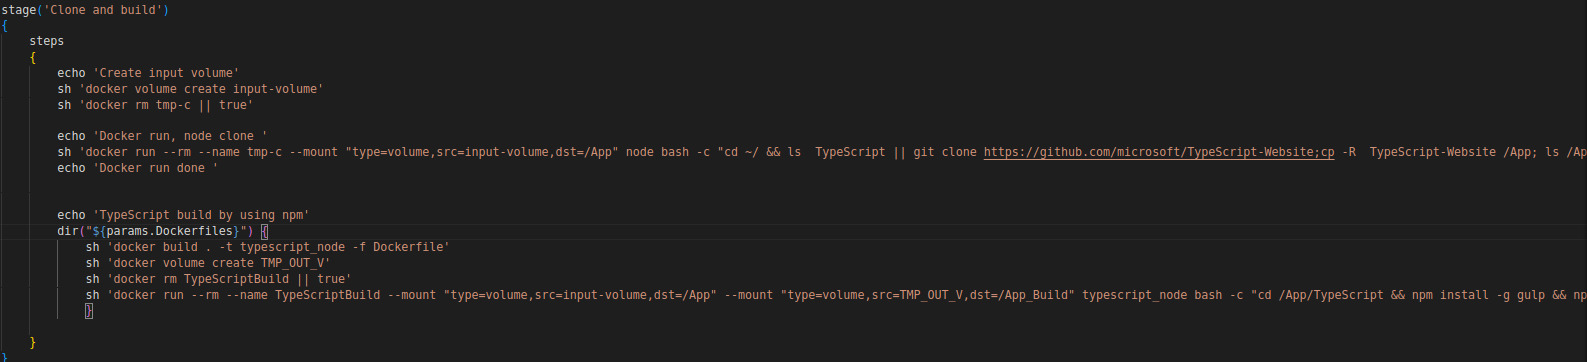 stage('Clone and build')
{
steps
{
echo 'Create input volume'
sh 'docker volume create input-volume'
sh 'docker rm tmp-c || true'
echo 'Docker run, node clone '
sh 'docker run --rm --name tmp-c --mount "type=volume,src=input-volume,dst=/App" node bash -c "cd ~/ && ls  TypeScript || git clone https://github.com/microsoft/TypeScript-Website;cp -R  TypeScript-Website /App; ls /Ap
echo 'Docker run done '
echo 'TypeScript build by using npm'
dir("${params.Dockerfiles}") {
sh 'docker build . -t typescript_node -f Dockerfile'
sh 'docker volume create TMP_OUT_V'
sh 'docker rm TypeScriptBuild || true'
sh 'docker run --rm --name TypeScriptBuild --mount "type=volume,src=input-volume,dst=/App" --mount "type=volume,src=TMP_OUT_V,dst=/App_Build" typescript_node bash -c "cd /App/TypeScript && npm install -g gulp && np
}
}
}